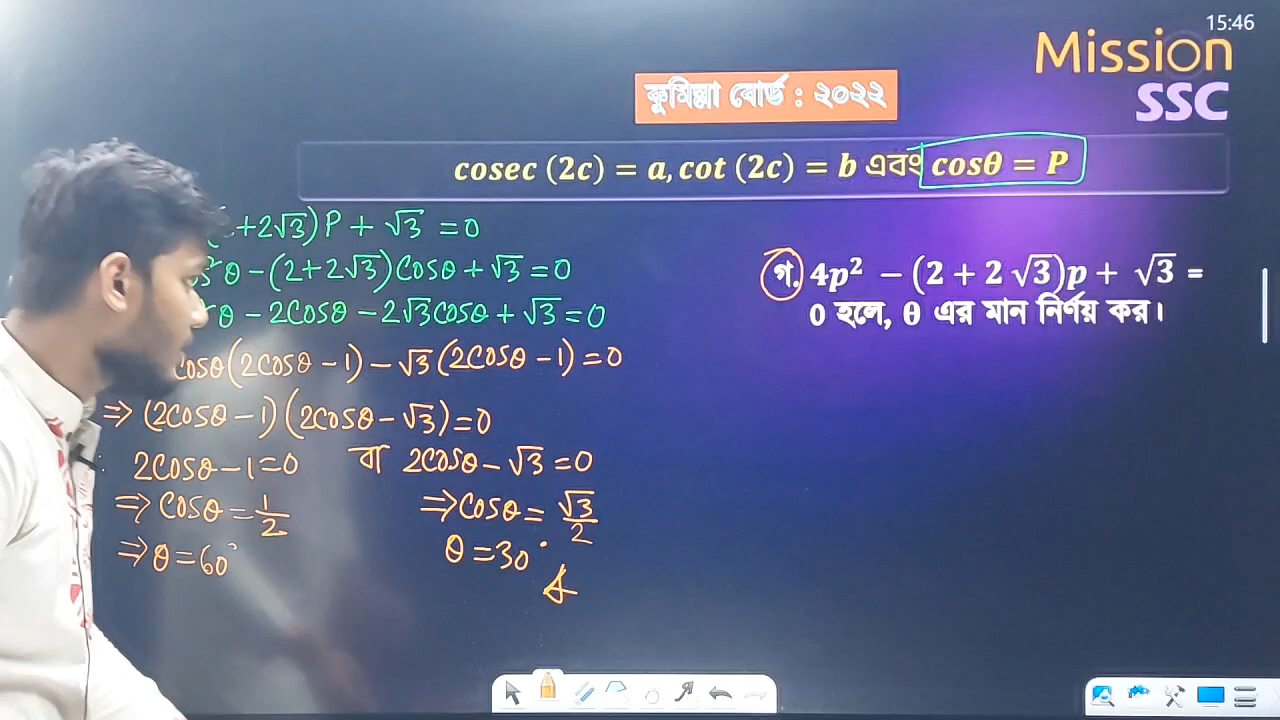 15:46
Mission
SSC
কুমিল্লা বোর্ড : ২০২২
cosec (2c) = a, cot (2c) = b এবং cosθ = P
+2√3)P + √3 = 0
θ - (2+2√3)Cosθ + √3 = 0
θ - 2Cosθ - 2√3Cosθ + √3 = 0
Cosθ(2Cosθ - 1) - √3(2Cosθ - 1) = 0
⇒ (2Cosθ - 1)(2Cosθ - √3) = 0
2Cosθ - 1 = 0 বা 2Cosθ - √3 = 0
⇒ Cosθ = 1/2 ⇒ Cosθ = √3/2
⇒ θ = 60° θ = 30°
গ. 4p² - (2 + 2√3)p + √3 =
0 হলে, θ এর মান নির্ণয় কর।